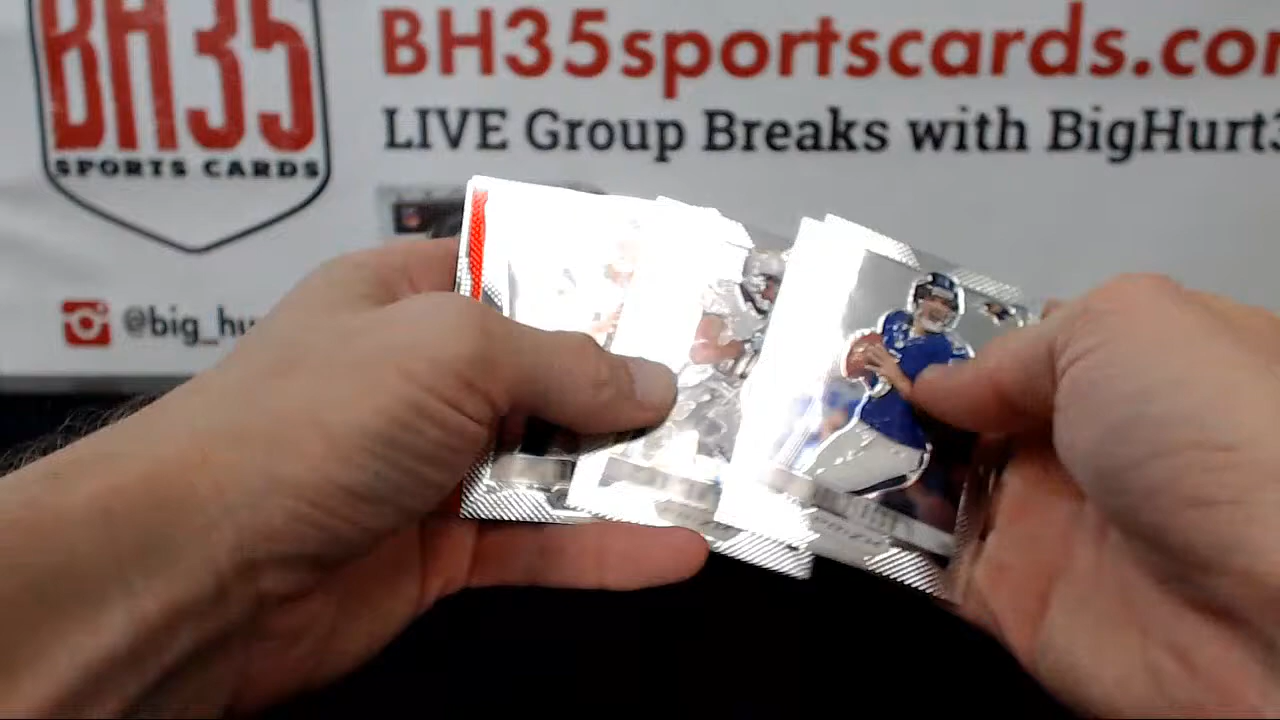 BH35
SPORTS CARDS
BH35sportscards.co
LIVE Group Breaks with BigHurt
@big_hu